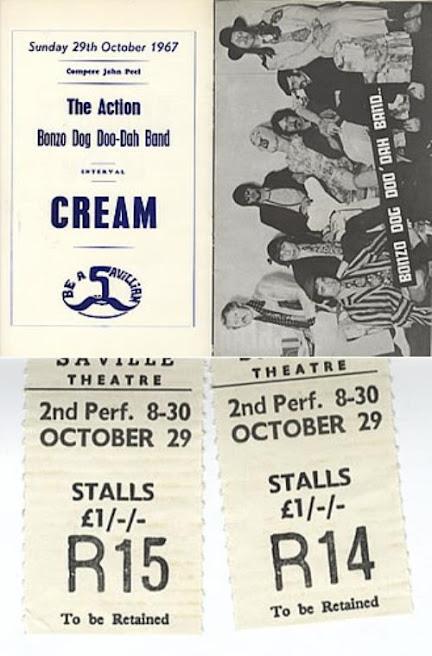 Sunday 29th October 1967
Compere John Peel
The Action
Bonzo Dog Doo-Dah Band
INTERVAL
CREAM
BE A SAVILLIAN
BONZO DOG DOO'DAH BAND..
SAVILLE
THEATRE
2nd Perf. 8-30
OCTOBER 29
STALLS
£1/-/-
R15
To be Retained
THEATRE
2nd Perf. 8-30
OCTOBER 29
STALLS
£1/-/-
R14
To be Retained